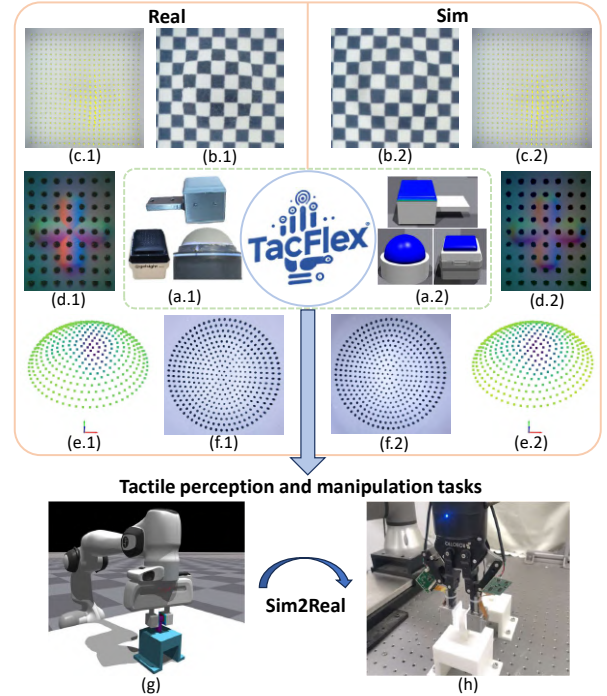 Real Sim
(c.1) (b.1) (b.2) (c.2)
TacFlex
(d.1) (a.1) (a.2) (d.2)
(e.1) (f.1) (f.2) (e.2)
Tactile perception and manipulation tasks
Sim2Real
(g) (h)